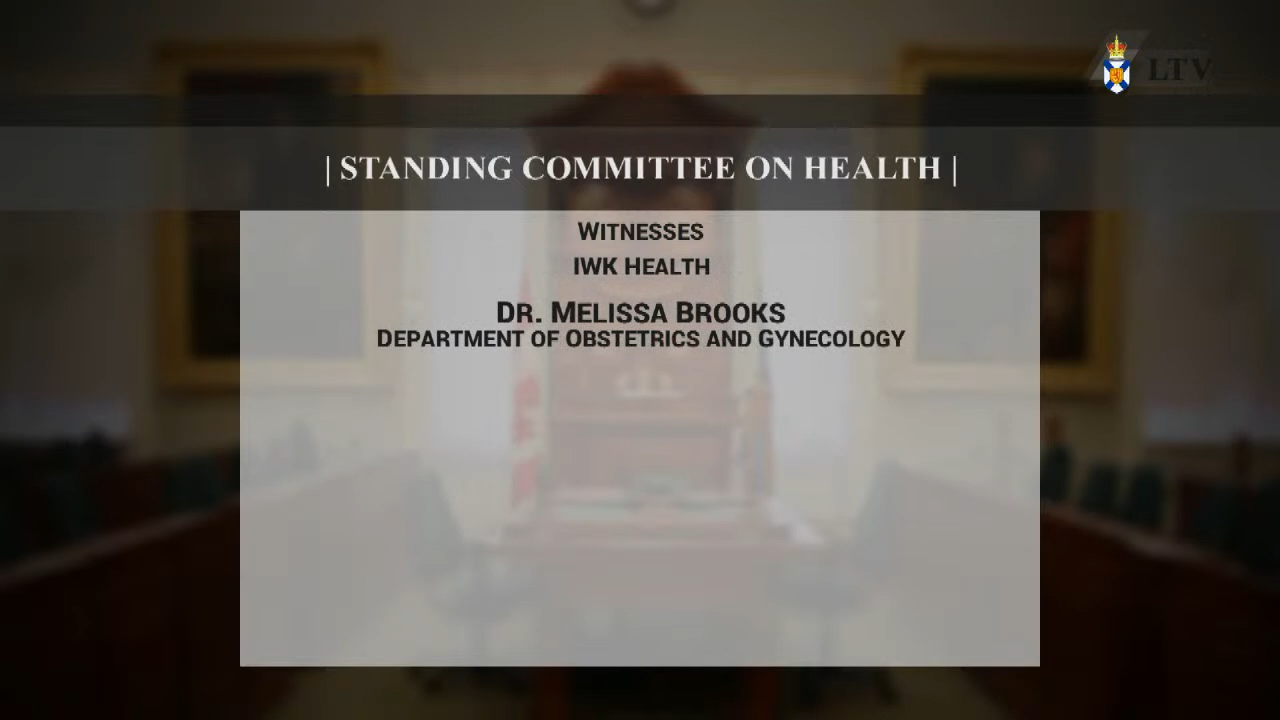 LTV
| STANDING COMMITTEE ON HEALTH |
WITNESSES
IWK HEALTH
DR. MELISSA BROOKS
DEPARTMENT OF OBSTETRICS AND GYNECOLOGY